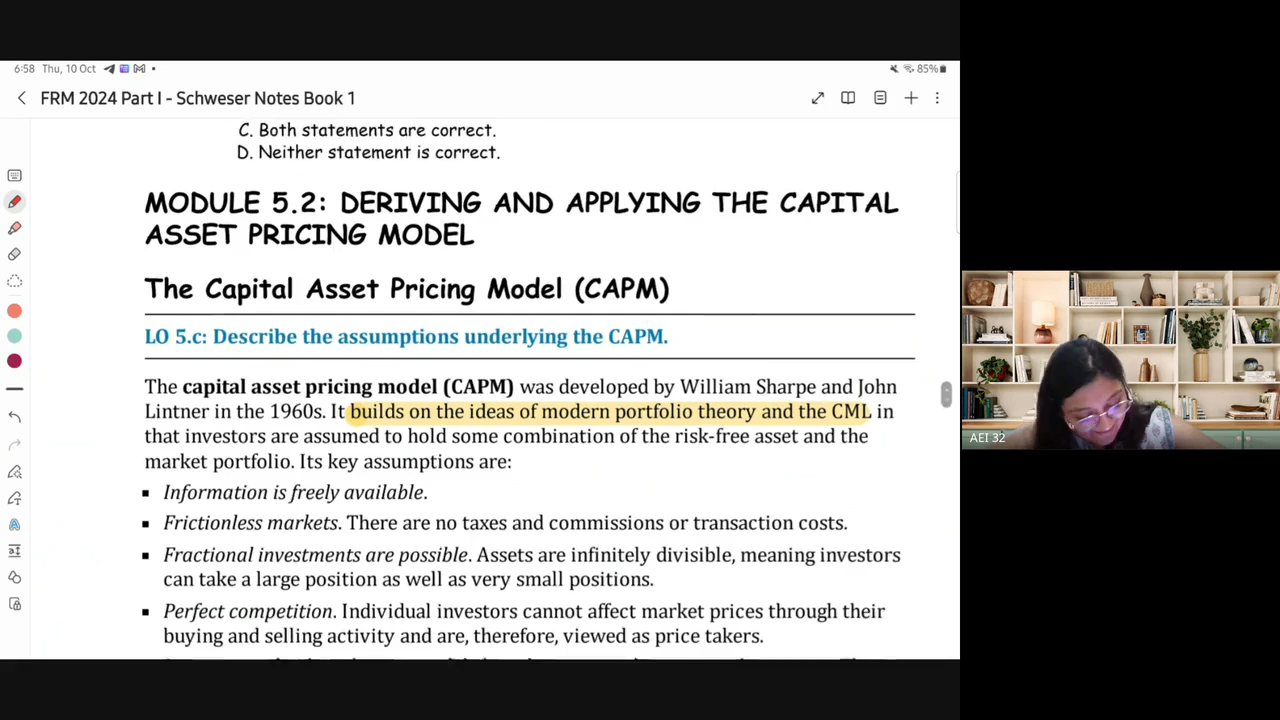 6:58 Thu, 10 Oct
85%
FRM 2024 Part I - Schweser Notes Book 1
C. Both statements are correct.
D. Neither statement is correct.
MODULE 5.2: DERIVING AND APPLYING THE CAPITAL
ASSET PRICING MODEL
The Capital Asset Pricing Model (CAPM)
LO 5.c: Describe the assumptions underlying the CAPM.
The capital asset pricing model (CAPM) was developed by William Sharpe and John
Lintner in the 1960s. It builds on the ideas of modern portfolio theory and the CML in
that investors are assumed to hold some combination of the risk-free asset and the
market portfolio. Its key assumptions are:
▪ Information is freely available.
▪ Frictionless markets. There are no taxes and commissions or transaction costs.
▪ Fractional investments are possible. Assets are infinitely divisible, meaning investors
can take a large position as well as very small positions.
▪ Perfect competition. Individual investors cannot affect market prices through their
buying and selling activity and are, therefore, viewed as price takers.
AEI 32